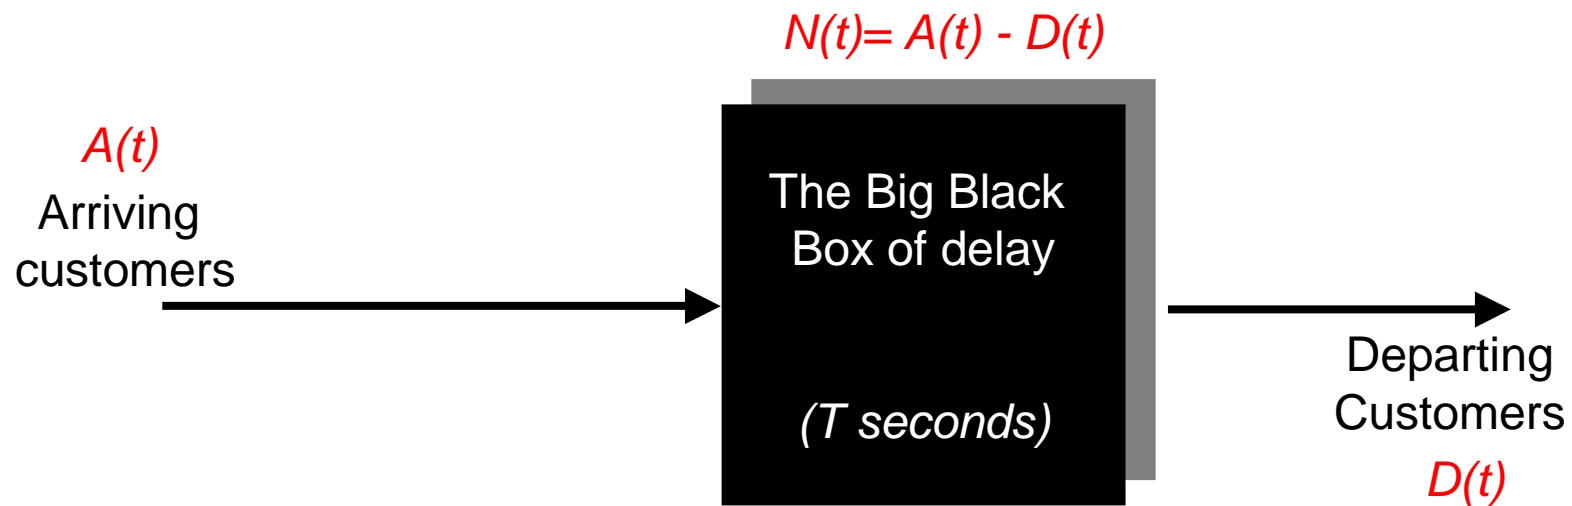 N(t)= A(t) - D(t)
A(t)
Arriving
customers
The Big Black
Box of delay
(T seconds)
Departing
Customers
D(t)